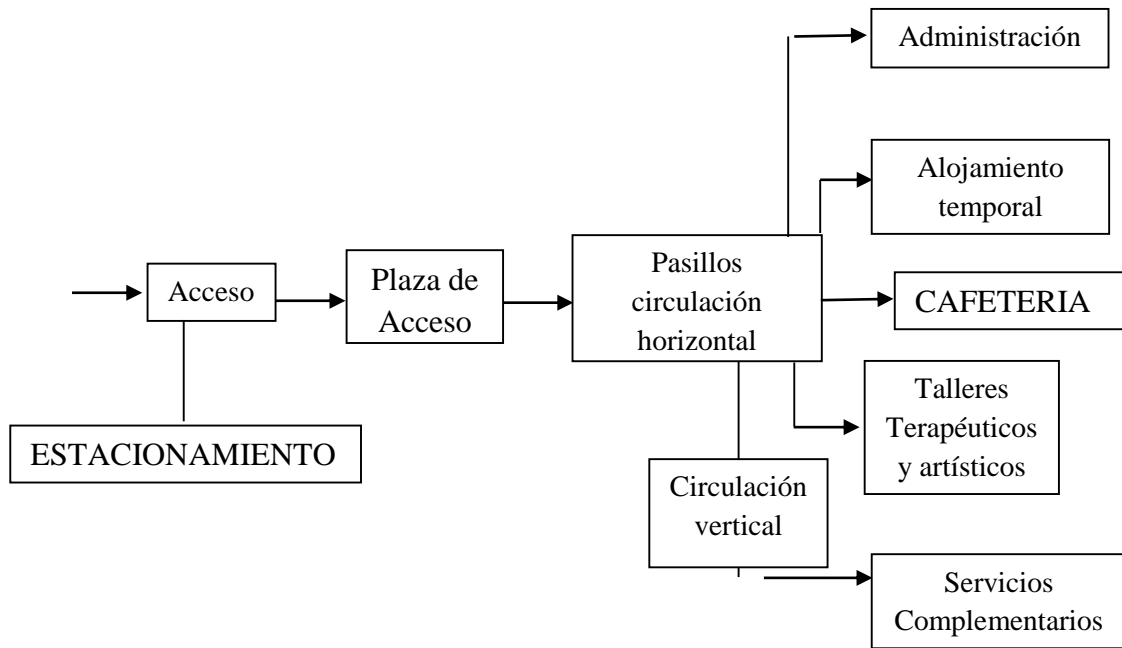 Administración
Alojamiento
temporal
Acceso
Plaza de
Acceso
Pasillos
circulación
horizontal
CAFETERIA
ESTACIONAMIENTO
Talleres
Terapéuticos
y artísticos
Circulación
vertical
Servicios
Complementarios